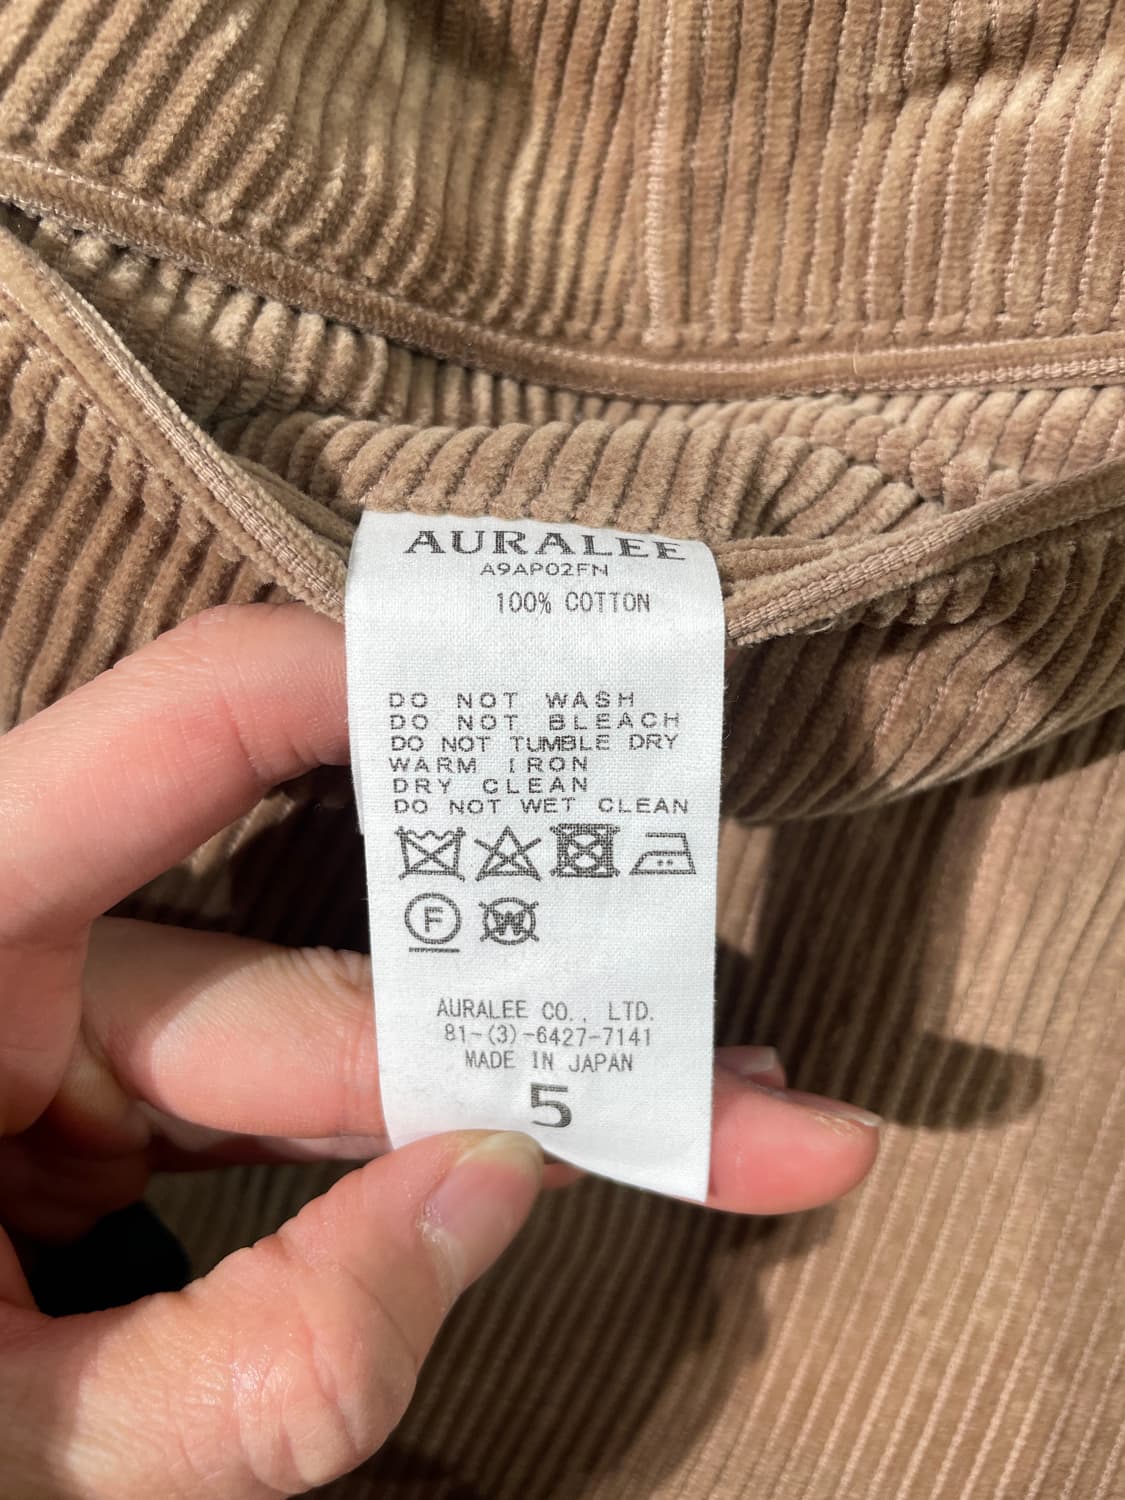 AURALEE
A9AP02FN
100% COTTON
DO NOT WASH
DO NOT BLEACH
DO NOT TUMBLE DRY
WARM IRON
DRY CLEAN
DO NOT WET CLEAN
F W
AURALEE CO., LTD.
81-(3)-6427-7141
MADE IN JAPAN
5